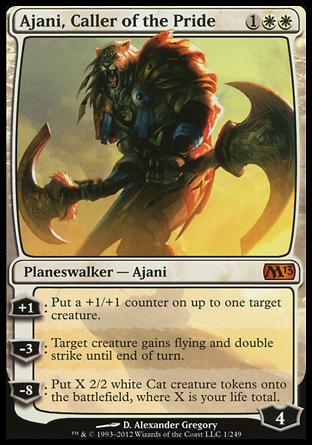 Ajani, Caller of the Pride 1
Planeswalker — Ajani M13
+1: Put a +1/+1 counter on up to one target
creature.
-3: Target creature gains flying and double
strike until end of turn.
-8: Put X 2/2 white Cat creature tokens onto
the battlefield, where X is your life total.
D. Alexander Gregory
™ & © 1993–2012 Wizards of the Coast LLC 1/249
4